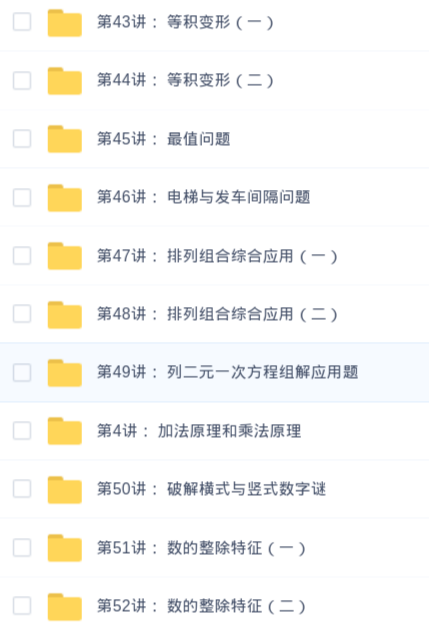 第43讲：等积变形（一）
第44讲：等积变形（二）
第45讲：最值问题
第46讲：电梯与发车间隔问题
第47讲：排列组合综合应用（一）
第48讲：排列组合综合应用（二）
第49讲：列二元一次方程组解应用题
第4讲：加法原理和乘法原理
第50讲：破解横式与竖式数字谜
第51讲：数的整除特征（一）
第52讲：数的整除特征（二）